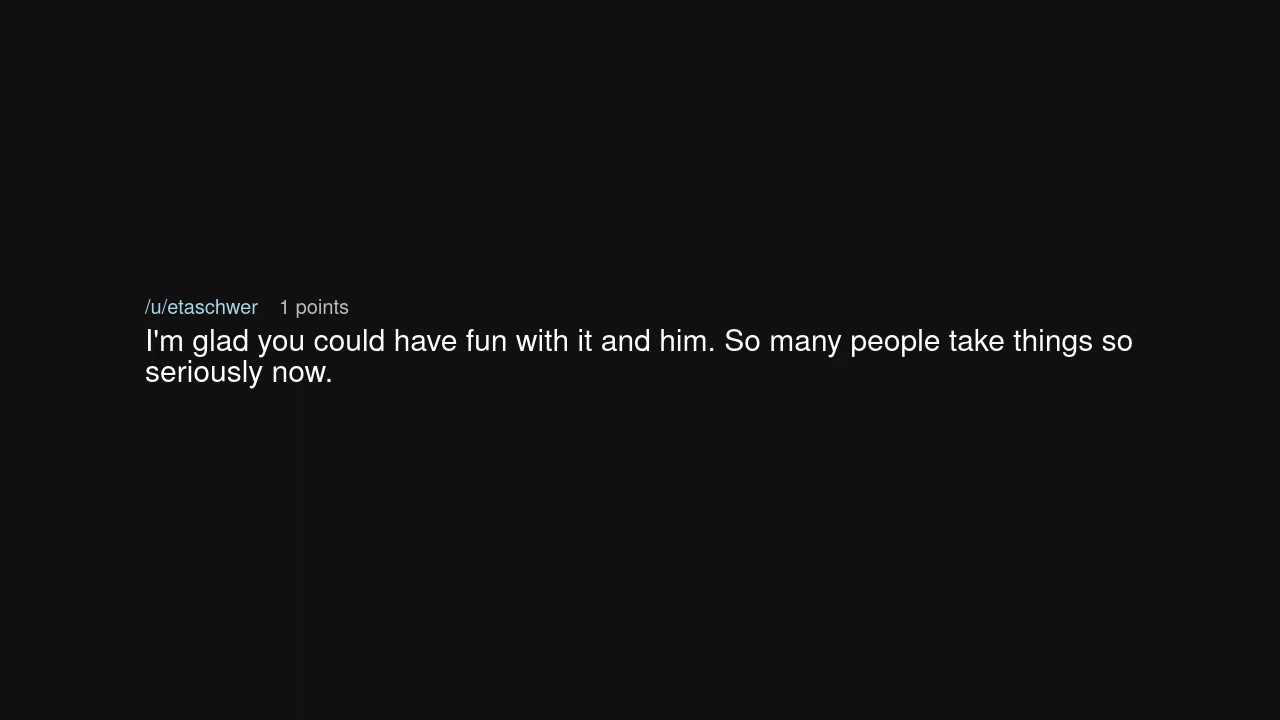 /u/etaschwer 1 points
I'm glad you could have fun with it and him. So many people take things so
seriously now.